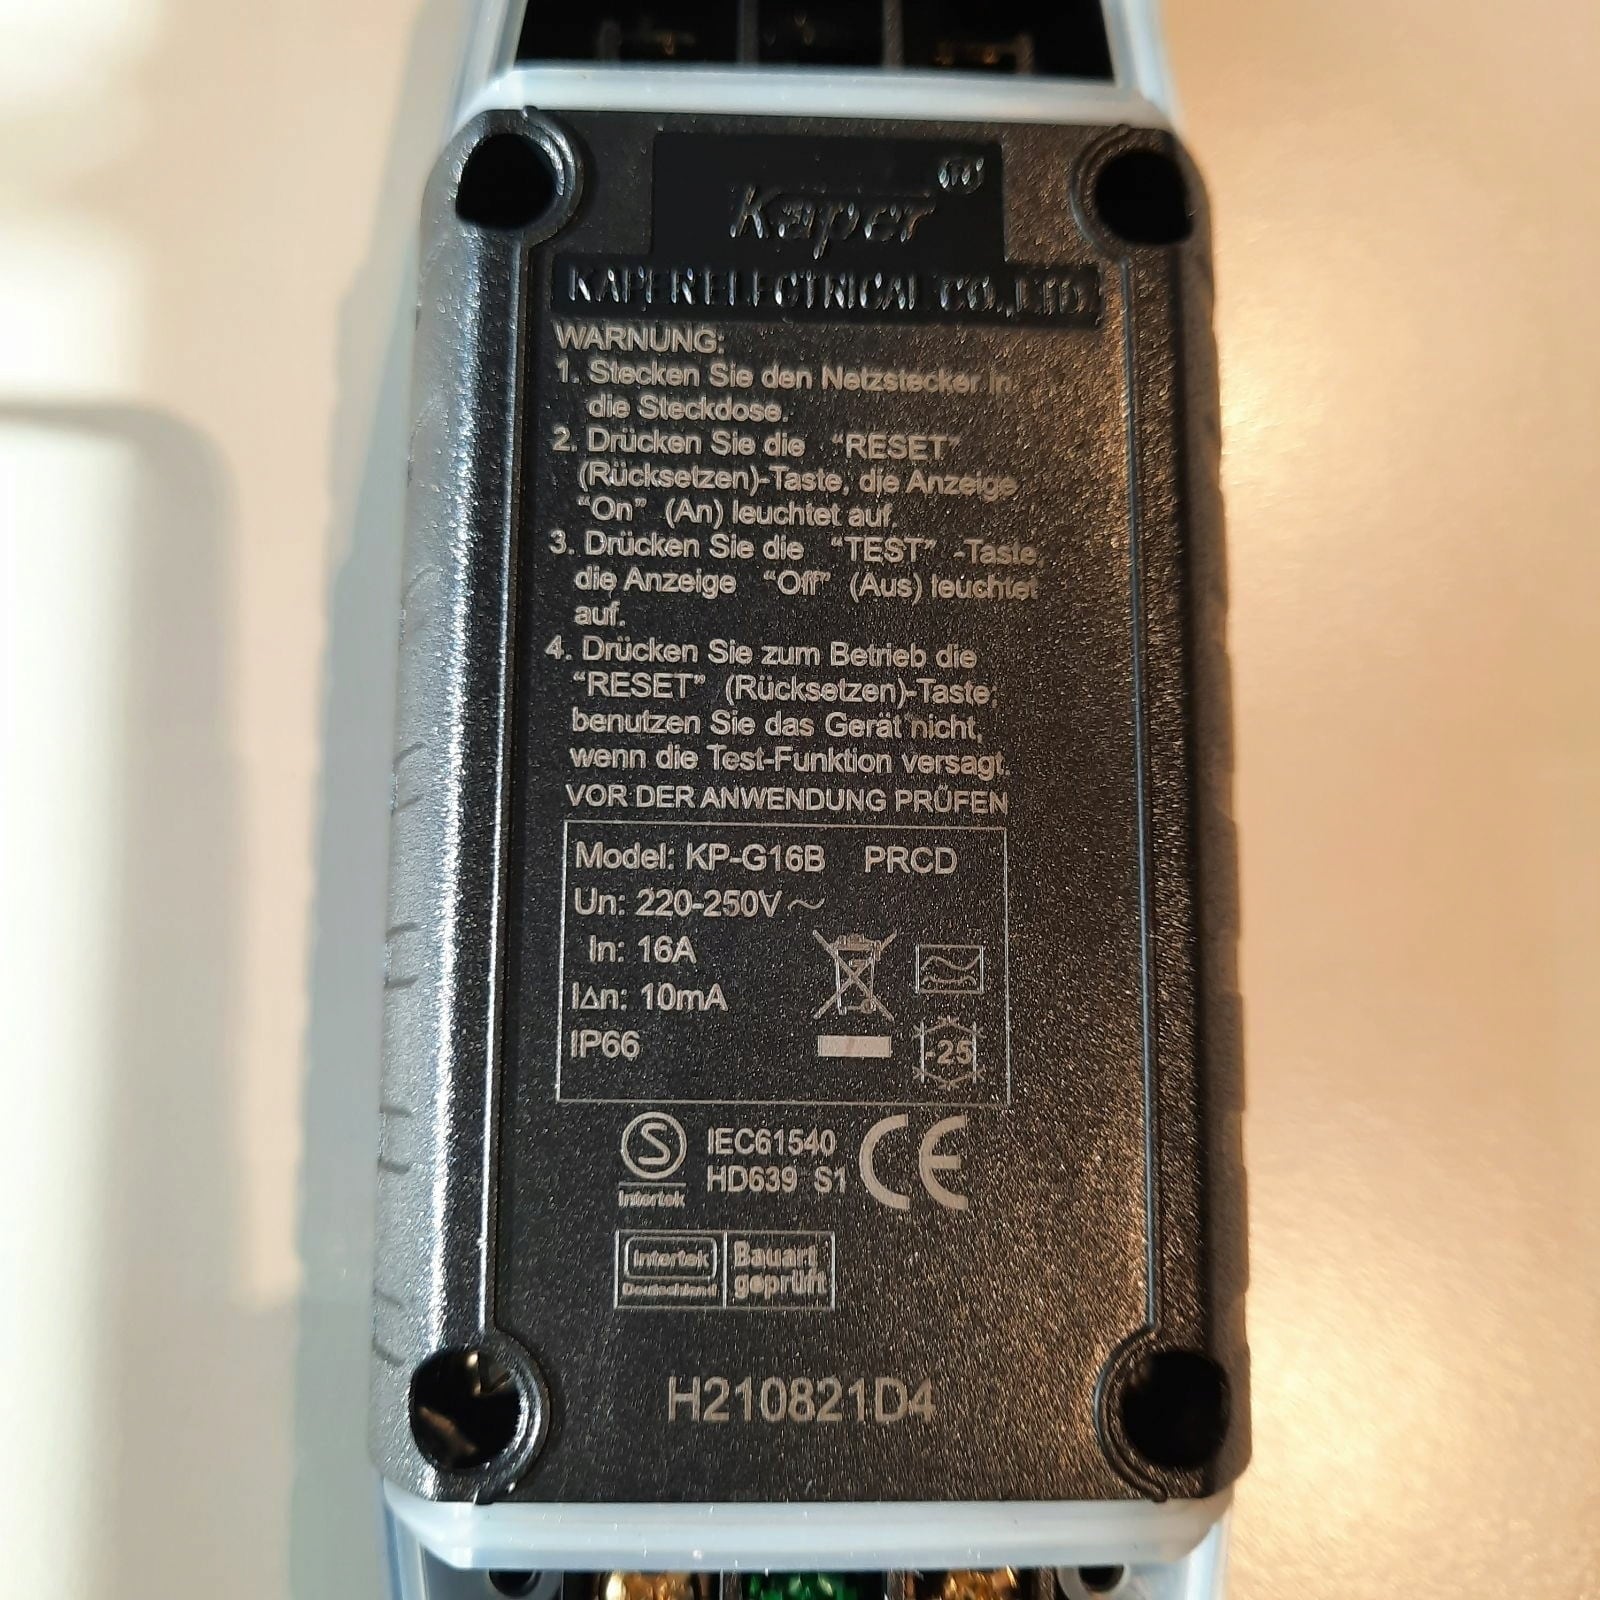 Kaper
KAPER ELECTRICAL CO.,LTD.
WARNUNG:
1. Stecken Sie den Netzstecker in
die Steckdose.
2. Drücken Sie die “RESET”
(Rücksetzen)-Taste, die Anzeige
“On” (An) leuchtet auf.
3. Drücken Sie die “TEST” -Taste,
die Anzeige “Off” (Aus) leuchtet
auf.
4. Drücken Sie zum Betrieb die
“RESET” (Rücksetzen)-Taste;
benutzen Sie das Gerät nicht,
wenn die Test-Funktion versagt.
VOR DER ANWENDUNG PRÜFEN
Model: KP-G16B PRCD
Un: 220-250V~
In: 16A
I∆n: 10mA
IP66
-25
S
Intertek
IEC61540
HD639 S1
CE
Intertek
Deutschland
Bauart
geprüft
H210821D4